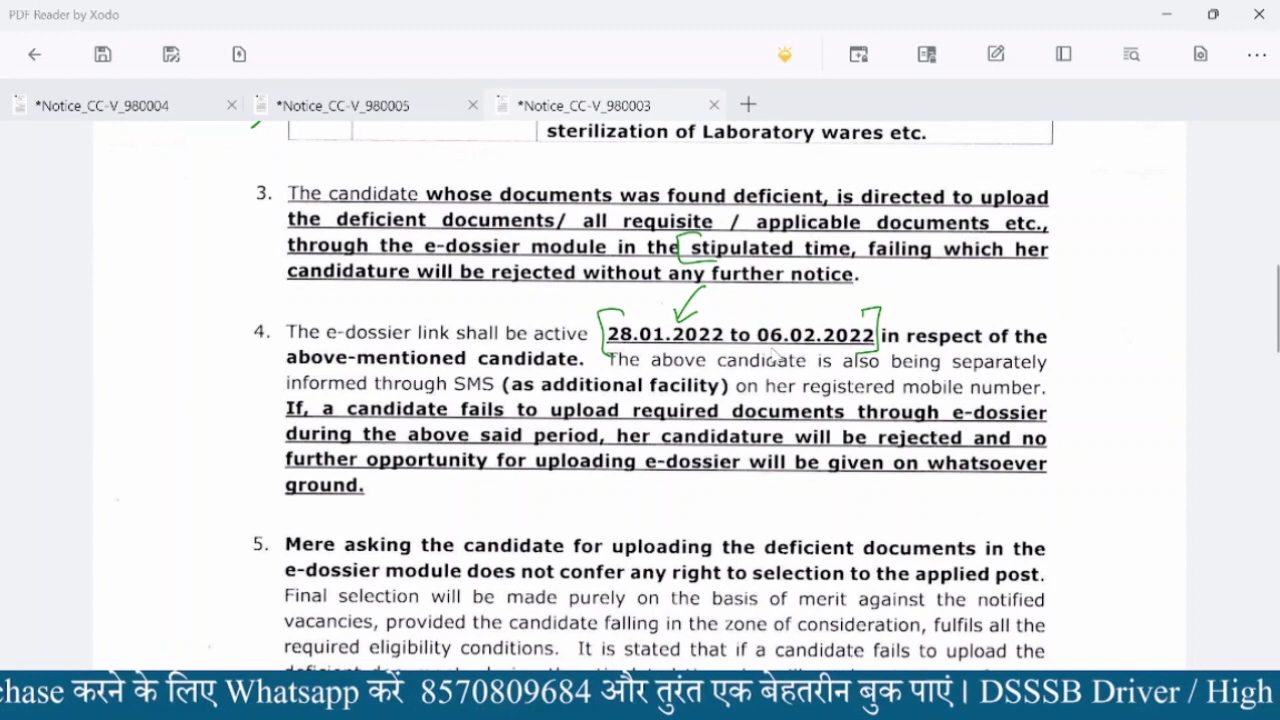 PDF Reader by Xodo
*Notice_CC-V_980004
*Notice_CC-V_980005
*Notice_CC-V_980003
sterilization of Laboratory wares etc.
3. The candidate whose documents was found deficient, is directed to upload
the deficient documents/ all requisite / applicable documents etc.,
through the e-dossier module in the stipulated time, failing which her
candidature will be rejected without any further notice.
4. The e-dossier link shall be active 28.01.2022 to 06.02.2022 in respect of the
above-mentioned candidate. The above candidate is also being separately
informed through SMS (as additional facility) on her registered mobile number.
If, a candidate fails to upload required documents through e-dossier
during the above said period, her candidature will be rejected and no
further opportunity for uploading e-dossier will be given on whatsoever
ground.
5. Mere asking the candidate for uploading the deficient documents in the
e-dossier module does not confer any right to selection to the applied post.
Final selection will be made purely on the basis of merit against the notified
vacancies, provided the candidate falling in the zone of consideration, fulfils all the
required eligibility conditions. It is stated that if a candidate fails to upload the
chase करने के लिए Whatsapp करें 8570809684 और तुरंत एक बेहतरीन बुक पाएं। DSSSB Driver / High